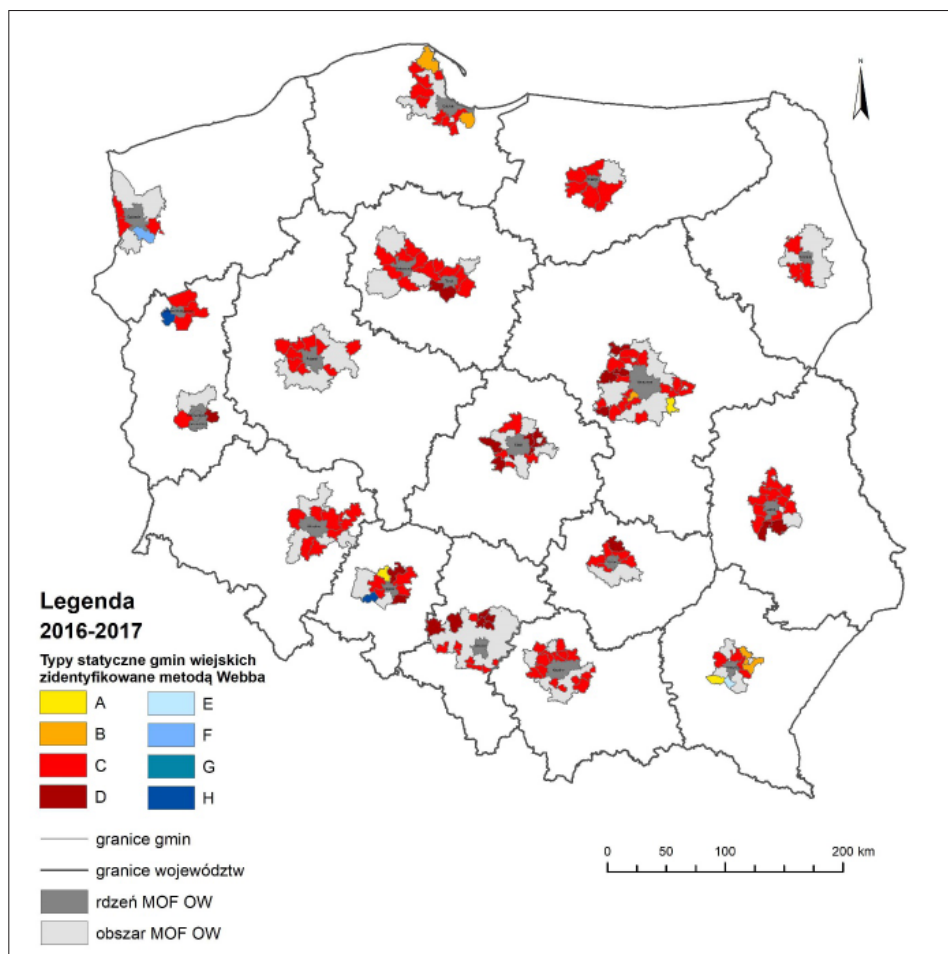 N
Legenda
2016-2017
Typy statyczne gmin wiejskich
zidentyfikowane metodą Webba
A E
B F
C G
D H
granice gmin
granice województw
rdzeń MOF OW
obszar MOF OW
0 50 100 200 km